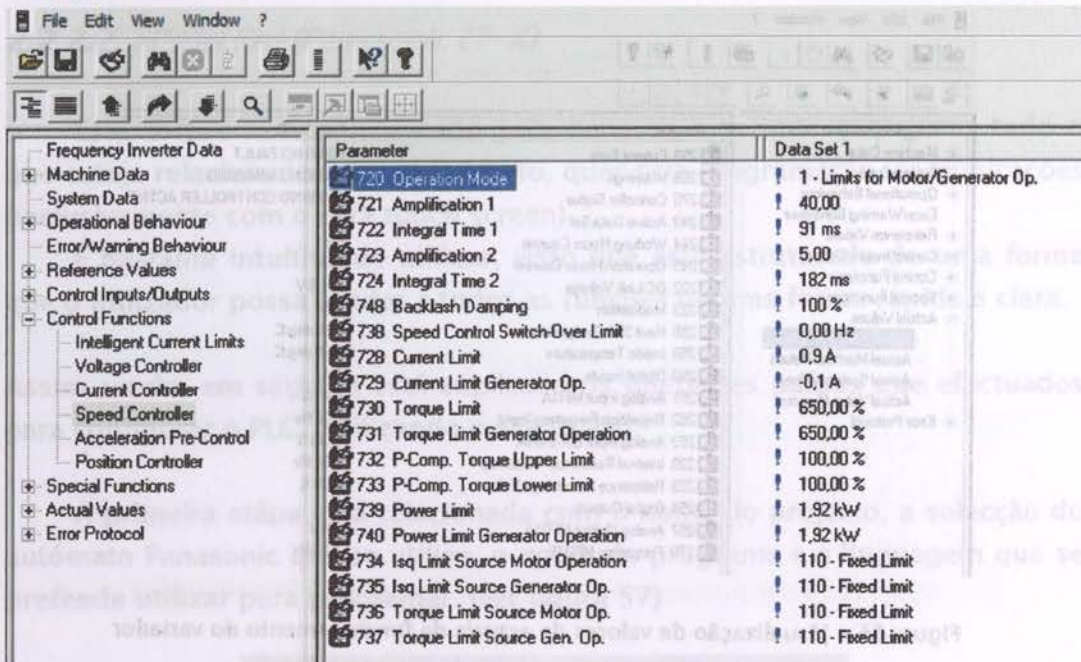 File Edit View Window ?
Frequency Inverter Data
Machine Data
System Data
Operational Behaviour
Error/Warning Behaviour
Reference Values
Control Inputs/Outputs
Control Functions
Intelligent Current Limits
Voltage Controller
Current Controller
Speed Controller
Acceleration Pre-Control
Position Controller
Special Functions
Actual Values
Error Protocol
Parameter Data Set 1
720 Operation Mode 1 - Limits for Motor/Generator Op.
721 Amplification 1 40,00
722 Integral Time 1 91 ms
723 Amplification 2 5,00
724 Integral Time 2 182 ms
748 Backlash Damping 100 %
738 Speed Control Switch-Over Limit 0,00 Hz
728 Current Limit 0,9 A
729 Current Limit Generator Op. -0,1 A
730 Torque Limit 650,00 %
731 Torque Limit Generator Operation 650,00 %
732 P-Comp. Torque Upper Limit 100,00 %
733 P-Comp. Torque Lower Limit 100,00 %
739 Power Limit 1,92 kW
740 Power Limit Generator Operation 1,92 kW
734 Isq Limit Source Motor Operation 110 - Fixed Limit
735 Isq Limit Source Generator Op. 110 - Fixed Limit
736 Torque Limit Source Motor Op. 110 - Fixed Limit
737 Torque Limit Source Gen. Op. 110 - Fixed Limit